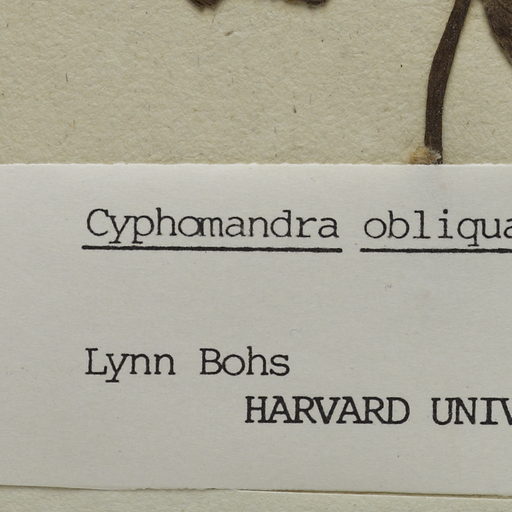 Cyphomandra obliqua
Lynn Bohs
HARVARD UNIV